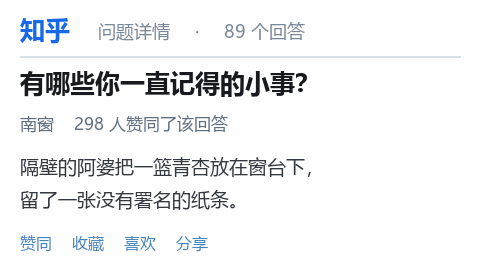 知乎 问题详情 · 89 个回答
有哪些你一直记得的小事？
南窗 298 人赞同了该回答
隔壁的阿婆把一篮青杏放在窗台下，
留了一张没有署名的纸条。
赞同 收藏 喜欢 分享